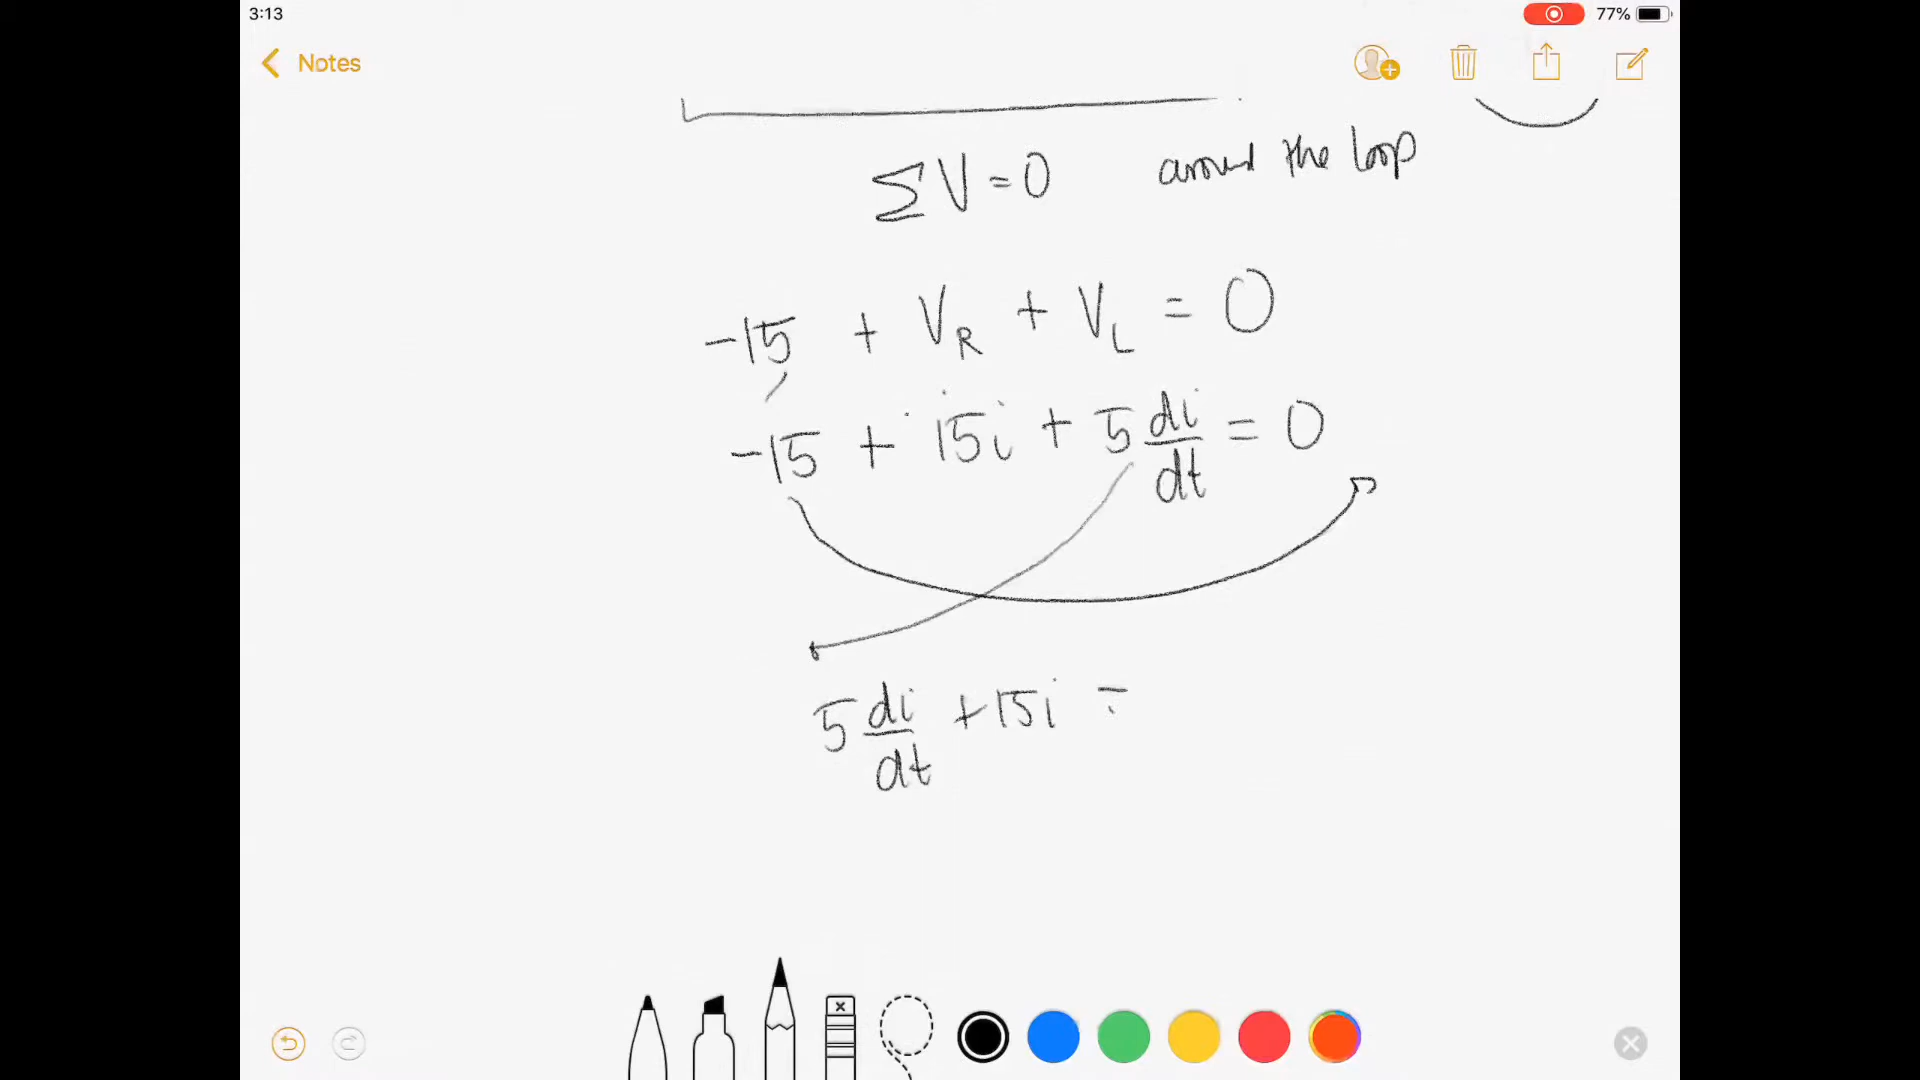 3:13 77%
Notes
ΣV=0 around the loop
-15 + V_R + V_L = 0
-15 + 15i + 5 di/dt = 0
5 di/dt +15i =